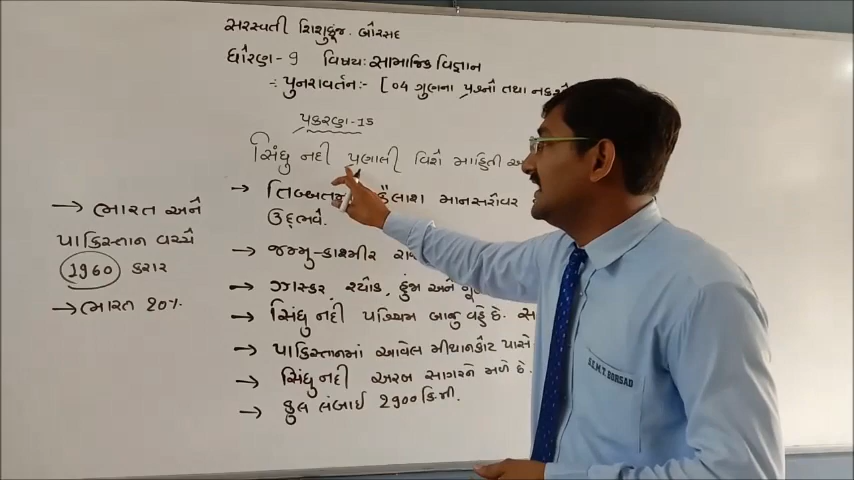 સરસ્વતી શિશુકુંજ. બોરસદ
ધોરણ- 9 વિષય: સામાજિક વિજ્ઞાન
પુનરાવર્તન:- [04 ગુણના પ્રશ્નો તથા
પ્રકરણ-15
સિંધુ નદી પ્રણાલી વિશે માહિતી
→ કૈલાશ માનસરોવર
ઉદ્ભવે.
→ જમ્મુ-કાશ્મીર
→ ઝાસ્કર, શ્યોક, હુંમ અને
→ સિંધુ નદી પશ્ચિમ બાજુ વહે છે.
→ પાકિસ્તાનમાં આવેલ મીથાનકોટ પાસે
→ સિંધુ નદી અરબ સાગરને મળે છે.
→ કુલ લંબાઈ 2900 કિ.મી.
→ ભારત અને
પાકિસ્તાન વચ્ચે
1960 કરાર
→ ભારત 20%
S.E.M.T. BORSAD